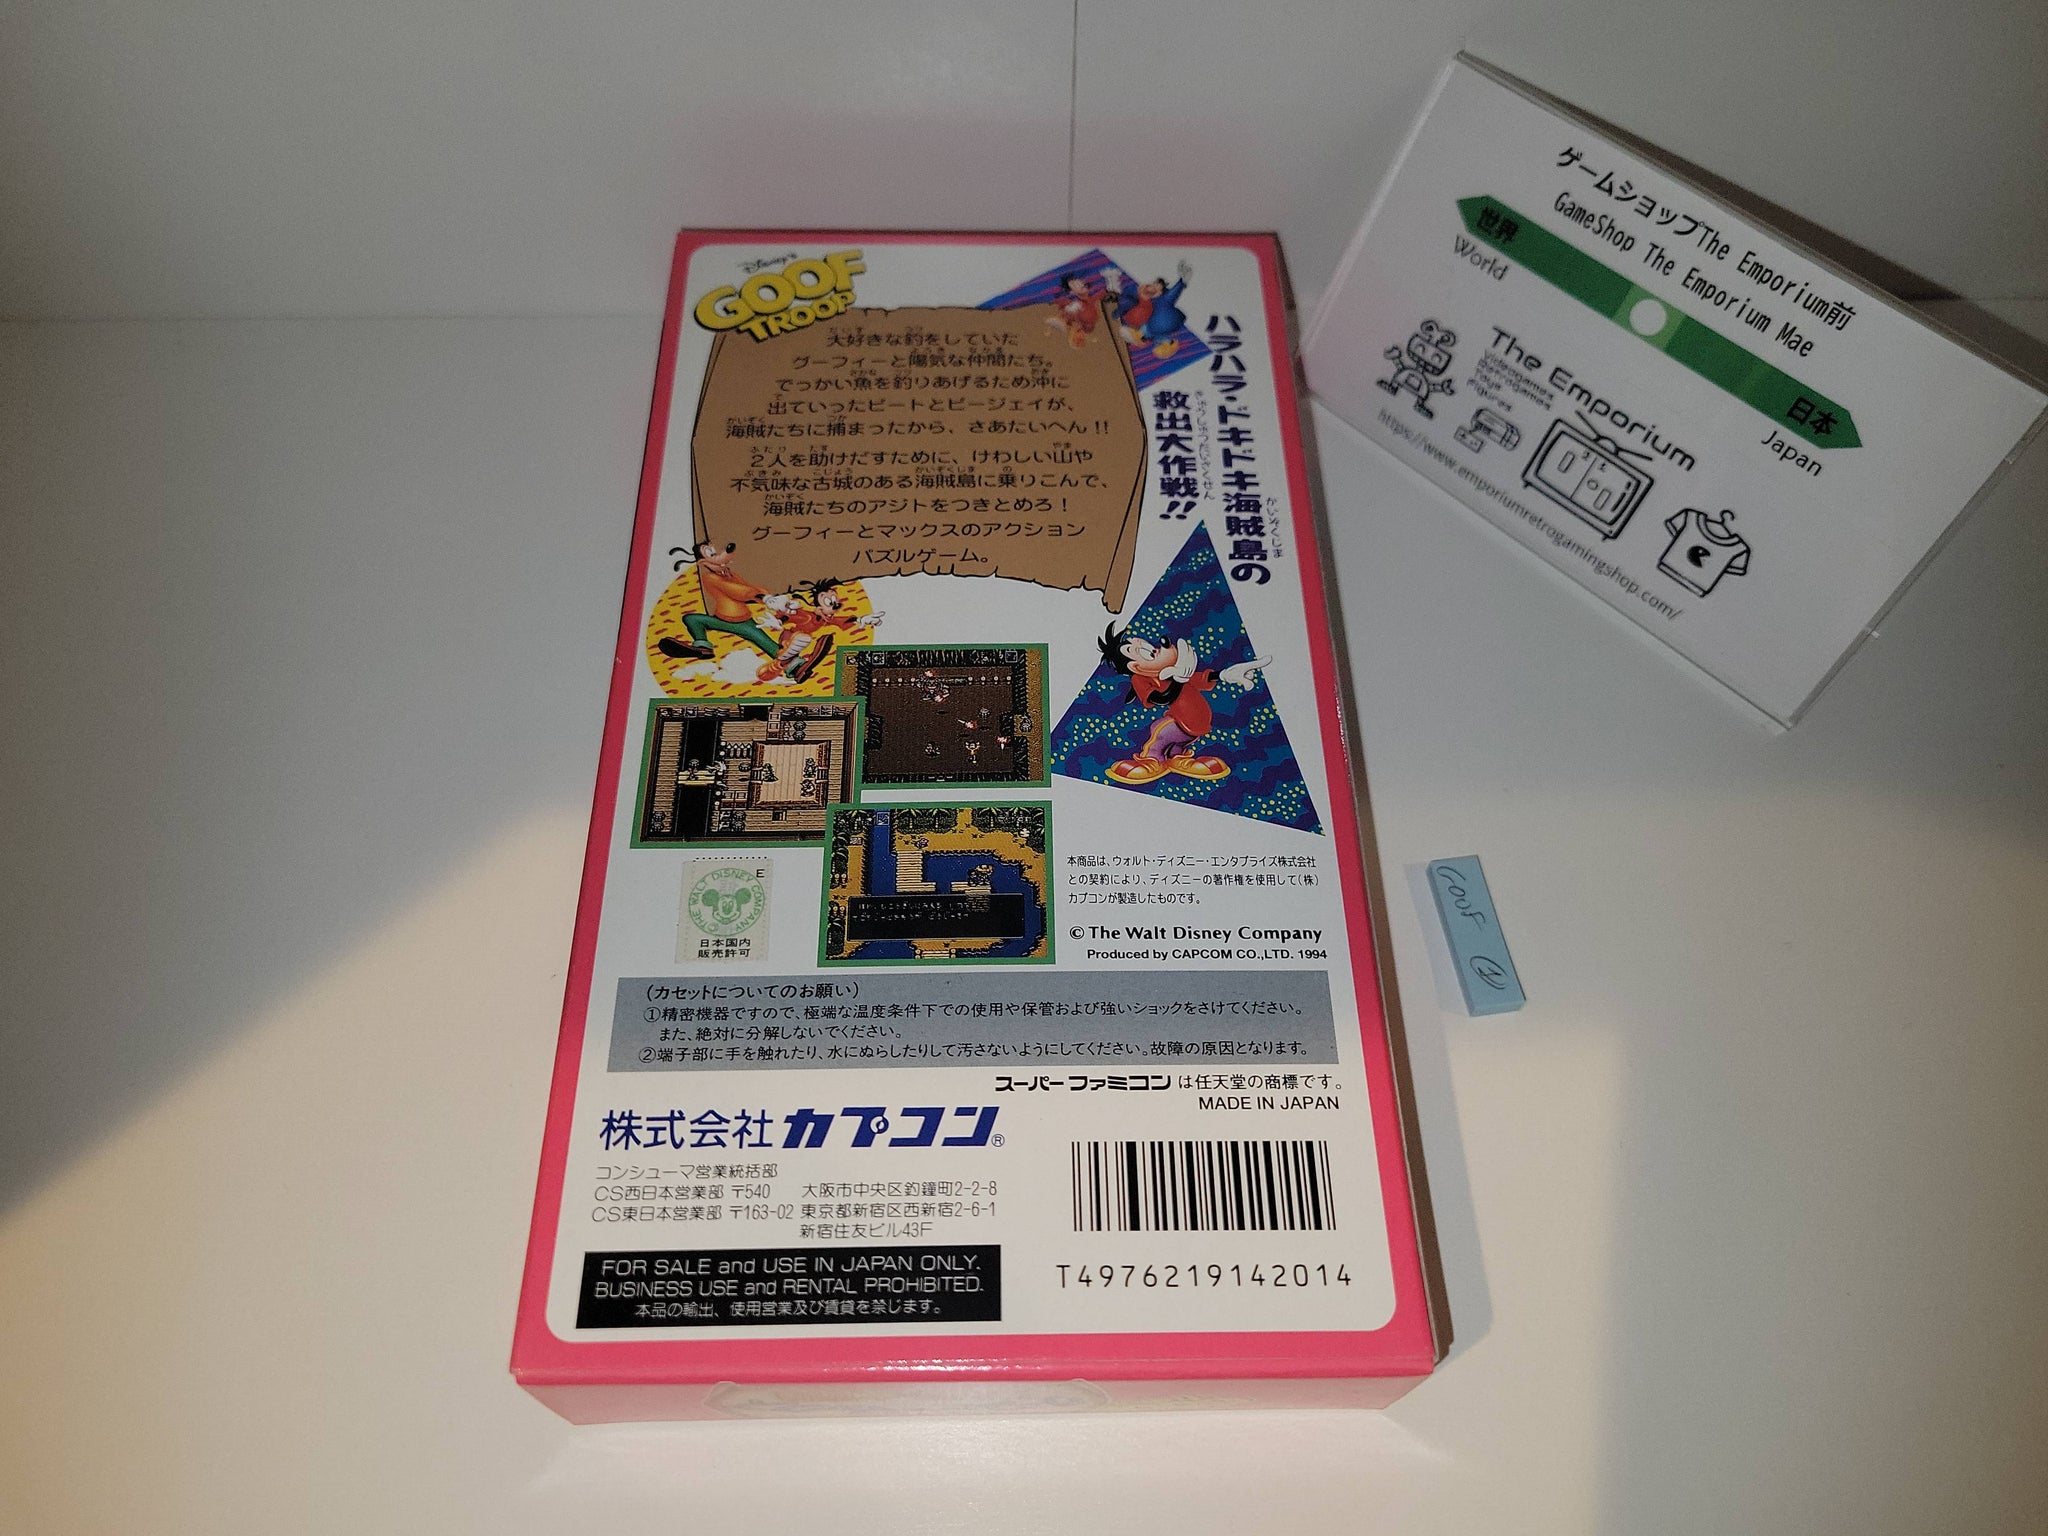 Disney's
GOOF
TROOP
大好きな釣をしていた
グーフィーと陽気な仲間たち。
でっかい魚を釣りあげるため沖に
出ていったピートとピージェイが、
海賊たちに捕まったから、さあたいへん!!
2人を助けだすために、けわしい山や
不気味な古城のある海賊島に乗りこんで、
海賊たちのアジトをつきとめろ!
グーフィーとマックスのアクション
パズルゲーム。
ハラハラ・ドキドキ海賊島の
救出大作戦!!
E
THE WALT DISNEY COMPANY
日本国内
販売許可
本商品は、ウォルト・ディズニー・エンタプライズ株式会社
との契約により、ディズニーの著作権を使用して(株)
カプコンが製造したものです。
© The Walt Disney Company
Produced by CAPCOM CO.,LTD. 1994
(カセットについてのお願い)
①精密機器ですので、極端な温度条件下での使用や保管および強いショックをさけてください。
また、絶対に分解しないでください。
②端子部に手を触れたり、水にぬらしたりして汚さないようにしてください。故障の原因となります。
スーパーファミコンは任天堂の商標です。
MADE IN JAPAN
株式会社カプコン®
コンシューマ営業統括部
CS西日本営業部 〒540 大阪市中央区釣鐘町2-2-8
CS東日本営業部 〒163-02 東京都新宿区西新宿2-6-1
新宿住友ビル43F
FOR SALE and USE IN JAPAN ONLY.
BUSINESS USE and RENTAL PROHIBITED.
本品の輸出、使用営業及び賃貸を禁じます。
T4976219142014
ゲームショップThe Emporium前
GameShop The Emporium Mae
世界
World
日本
Japan
The Emporium
Videogames
Retrogames
Toys
Figures
https://www.emporiumretrogamingshop.com/
GOOF
1